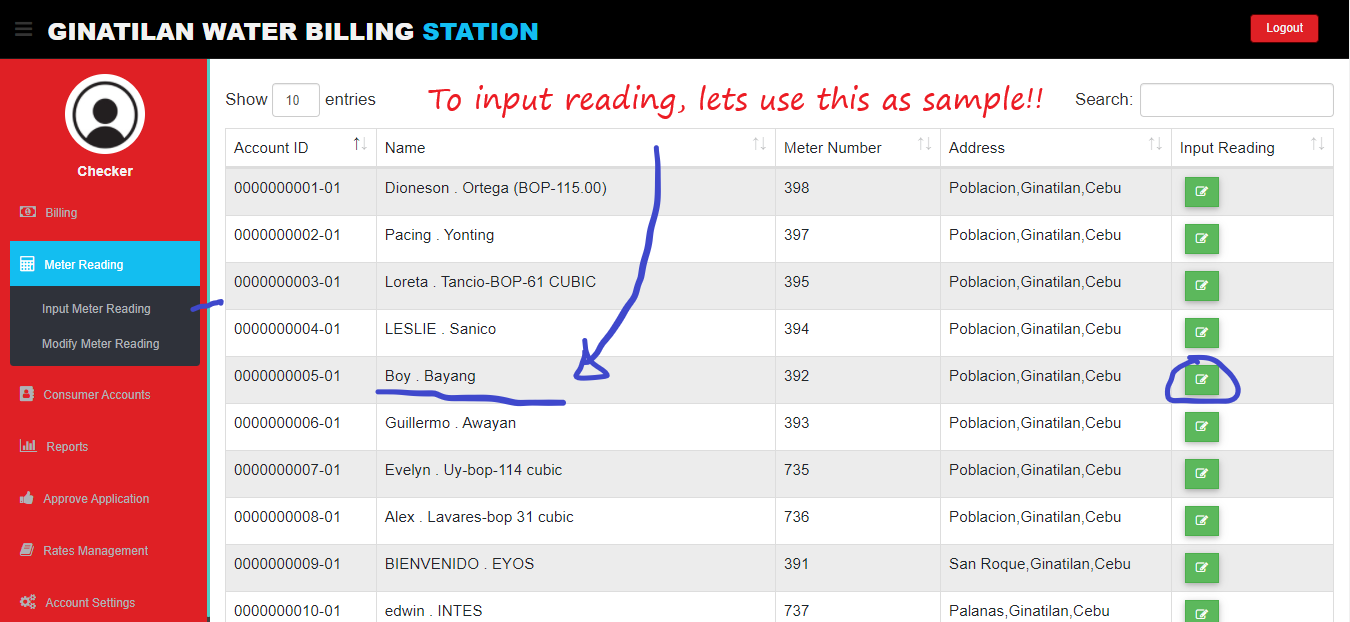 GINATILAN WATER BILLING STATION
Logout
Checker
Billing
Meter Reading
Input Meter Reading
Modify Meter Reading
Consumer Accounts
Reports
Approve Application
Rates Management
Account Settings
Show 10 entries
To input reading, lets use this as sample!!
Search:
Account ID Name Meter Number Address Input Reading
0000000001-01 Dioneson . Ortega (BOP-115.00) 398 Poblacion,Ginatilan,Cebu
0000000002-01 Pacing . Yonting 397 Poblacion,Ginatilan,Cebu
0000000003-01 Loreta . Tancio-BOP-61 CUBIC 395 Poblacion,Ginatilan,Cebu
0000000004-01 LESLIE . Sanico 394 Poblacion,Ginatilan,Cebu
0000000005-01 Boy . Bayang 392 Poblacion,Ginatilan,Cebu
0000000006-01 Guillermo . Awayan 393 Poblacion,Ginatilan,Cebu
0000000007-01 Evelyn . Uy-bop-114 cubic 735 Poblacion,Ginatilan,Cebu
0000000008-01 Alex . Lavares-bop 31 cubic 736 Poblacion,Ginatilan,Cebu
0000000009-01 BIENVENIDO . EYOS 391 San Roque,Ginatilan,Cebu
0000000010-01 edwin . INTES 737 Palanas,Ginatilan,Cebu